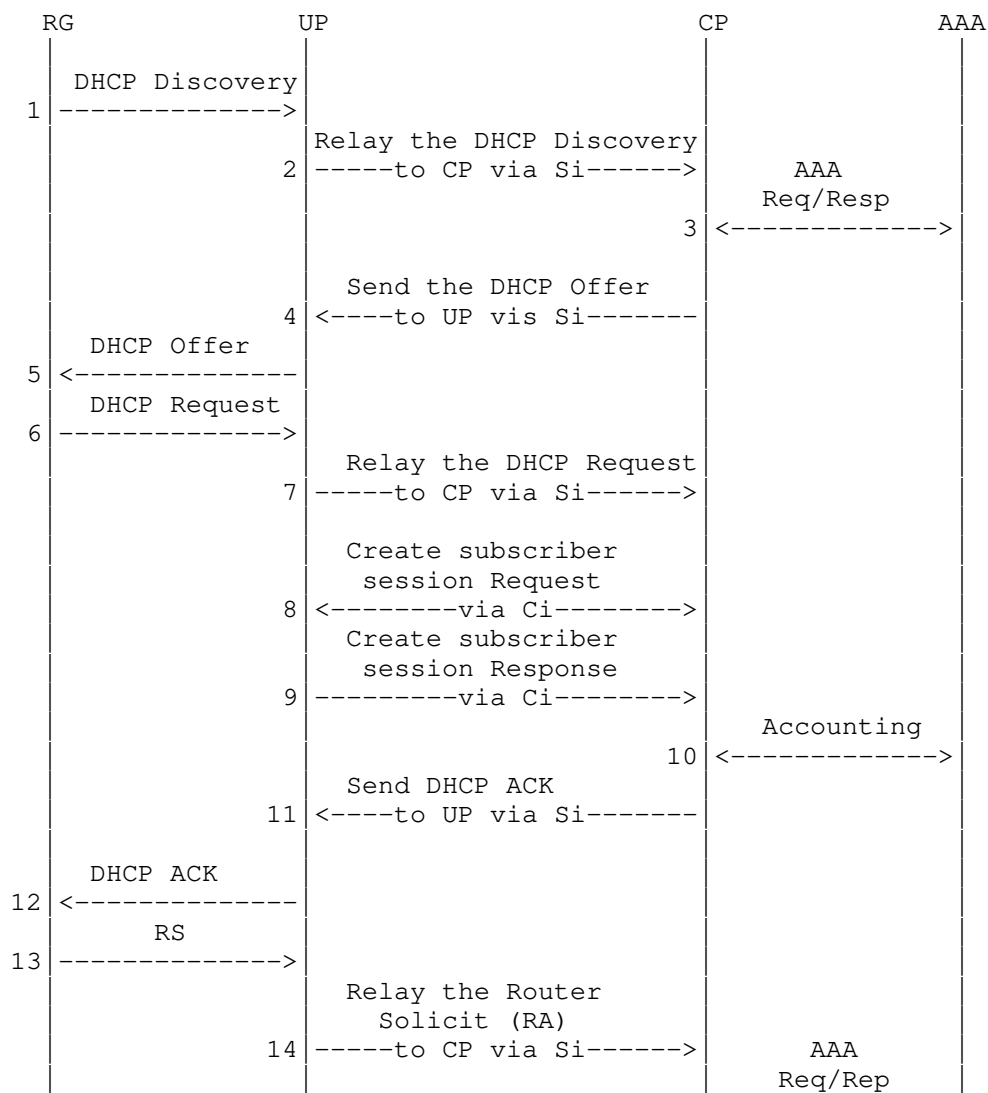 RG UP CP AAA
DHCP Discovery
1 -------------->
Relay the DHCP Discovery
2 -----to CP via Si------> AAA
Req/Resp
3 <------------->
Send the DHCP Offer
4 <----to UP vis Si-------
DHCP Offer
5 <--------------
DHCP Request
6 -------------->
Relay the DHCP Request
7 -----to CP via Si------>
Create subscriber
session Request
8 <--------via Ci-------->
Create subscriber
session Response
9 ---------via Ci-------->
Accounting
10 <------------->
Send DHCP ACK
11 <----to UP via Si-------
DHCP ACK
12 <--------------
RS
13 -------------->
Relay the Router
Solicit (RA)
14 -----to CP via Si------> AAA
Req/Rep